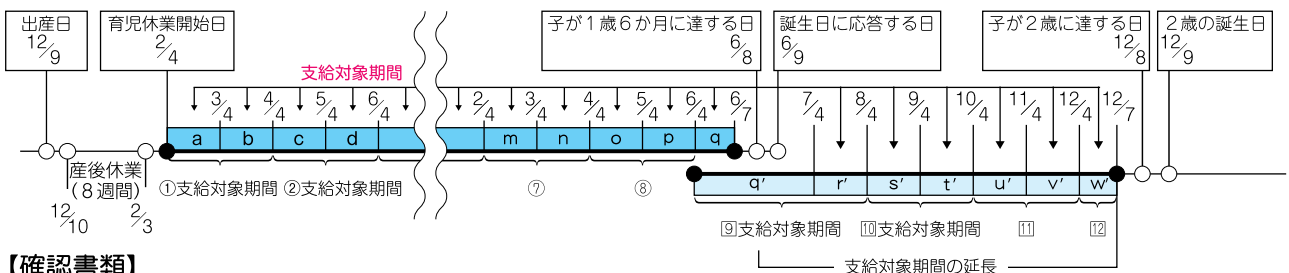 出産日
12/9
育児休業開始日
2/4
子が1歳6か月に達する日
6/8
誕生日に応答する日
6/9
子が2歳に達する日
12/8
2歳の誕生日
12/9
支給対象期間
3/4 4/4 5/4 6/4 2/4 3/4 4/4 5/4 6/4 6/7 7/4 8/4 9/4 10/4 11/4 12/4 12/7
a b c d m n o p q
産後休業
(8週間)
12/10 2/3
①支給対象期間 ②支給対象期間 ⑦ ⑧
q′ r′ s′ t′ u′ v′ w′
9支給対象期間 10支給対象期間 11 12
支給対象期間の延長
【確認書類】